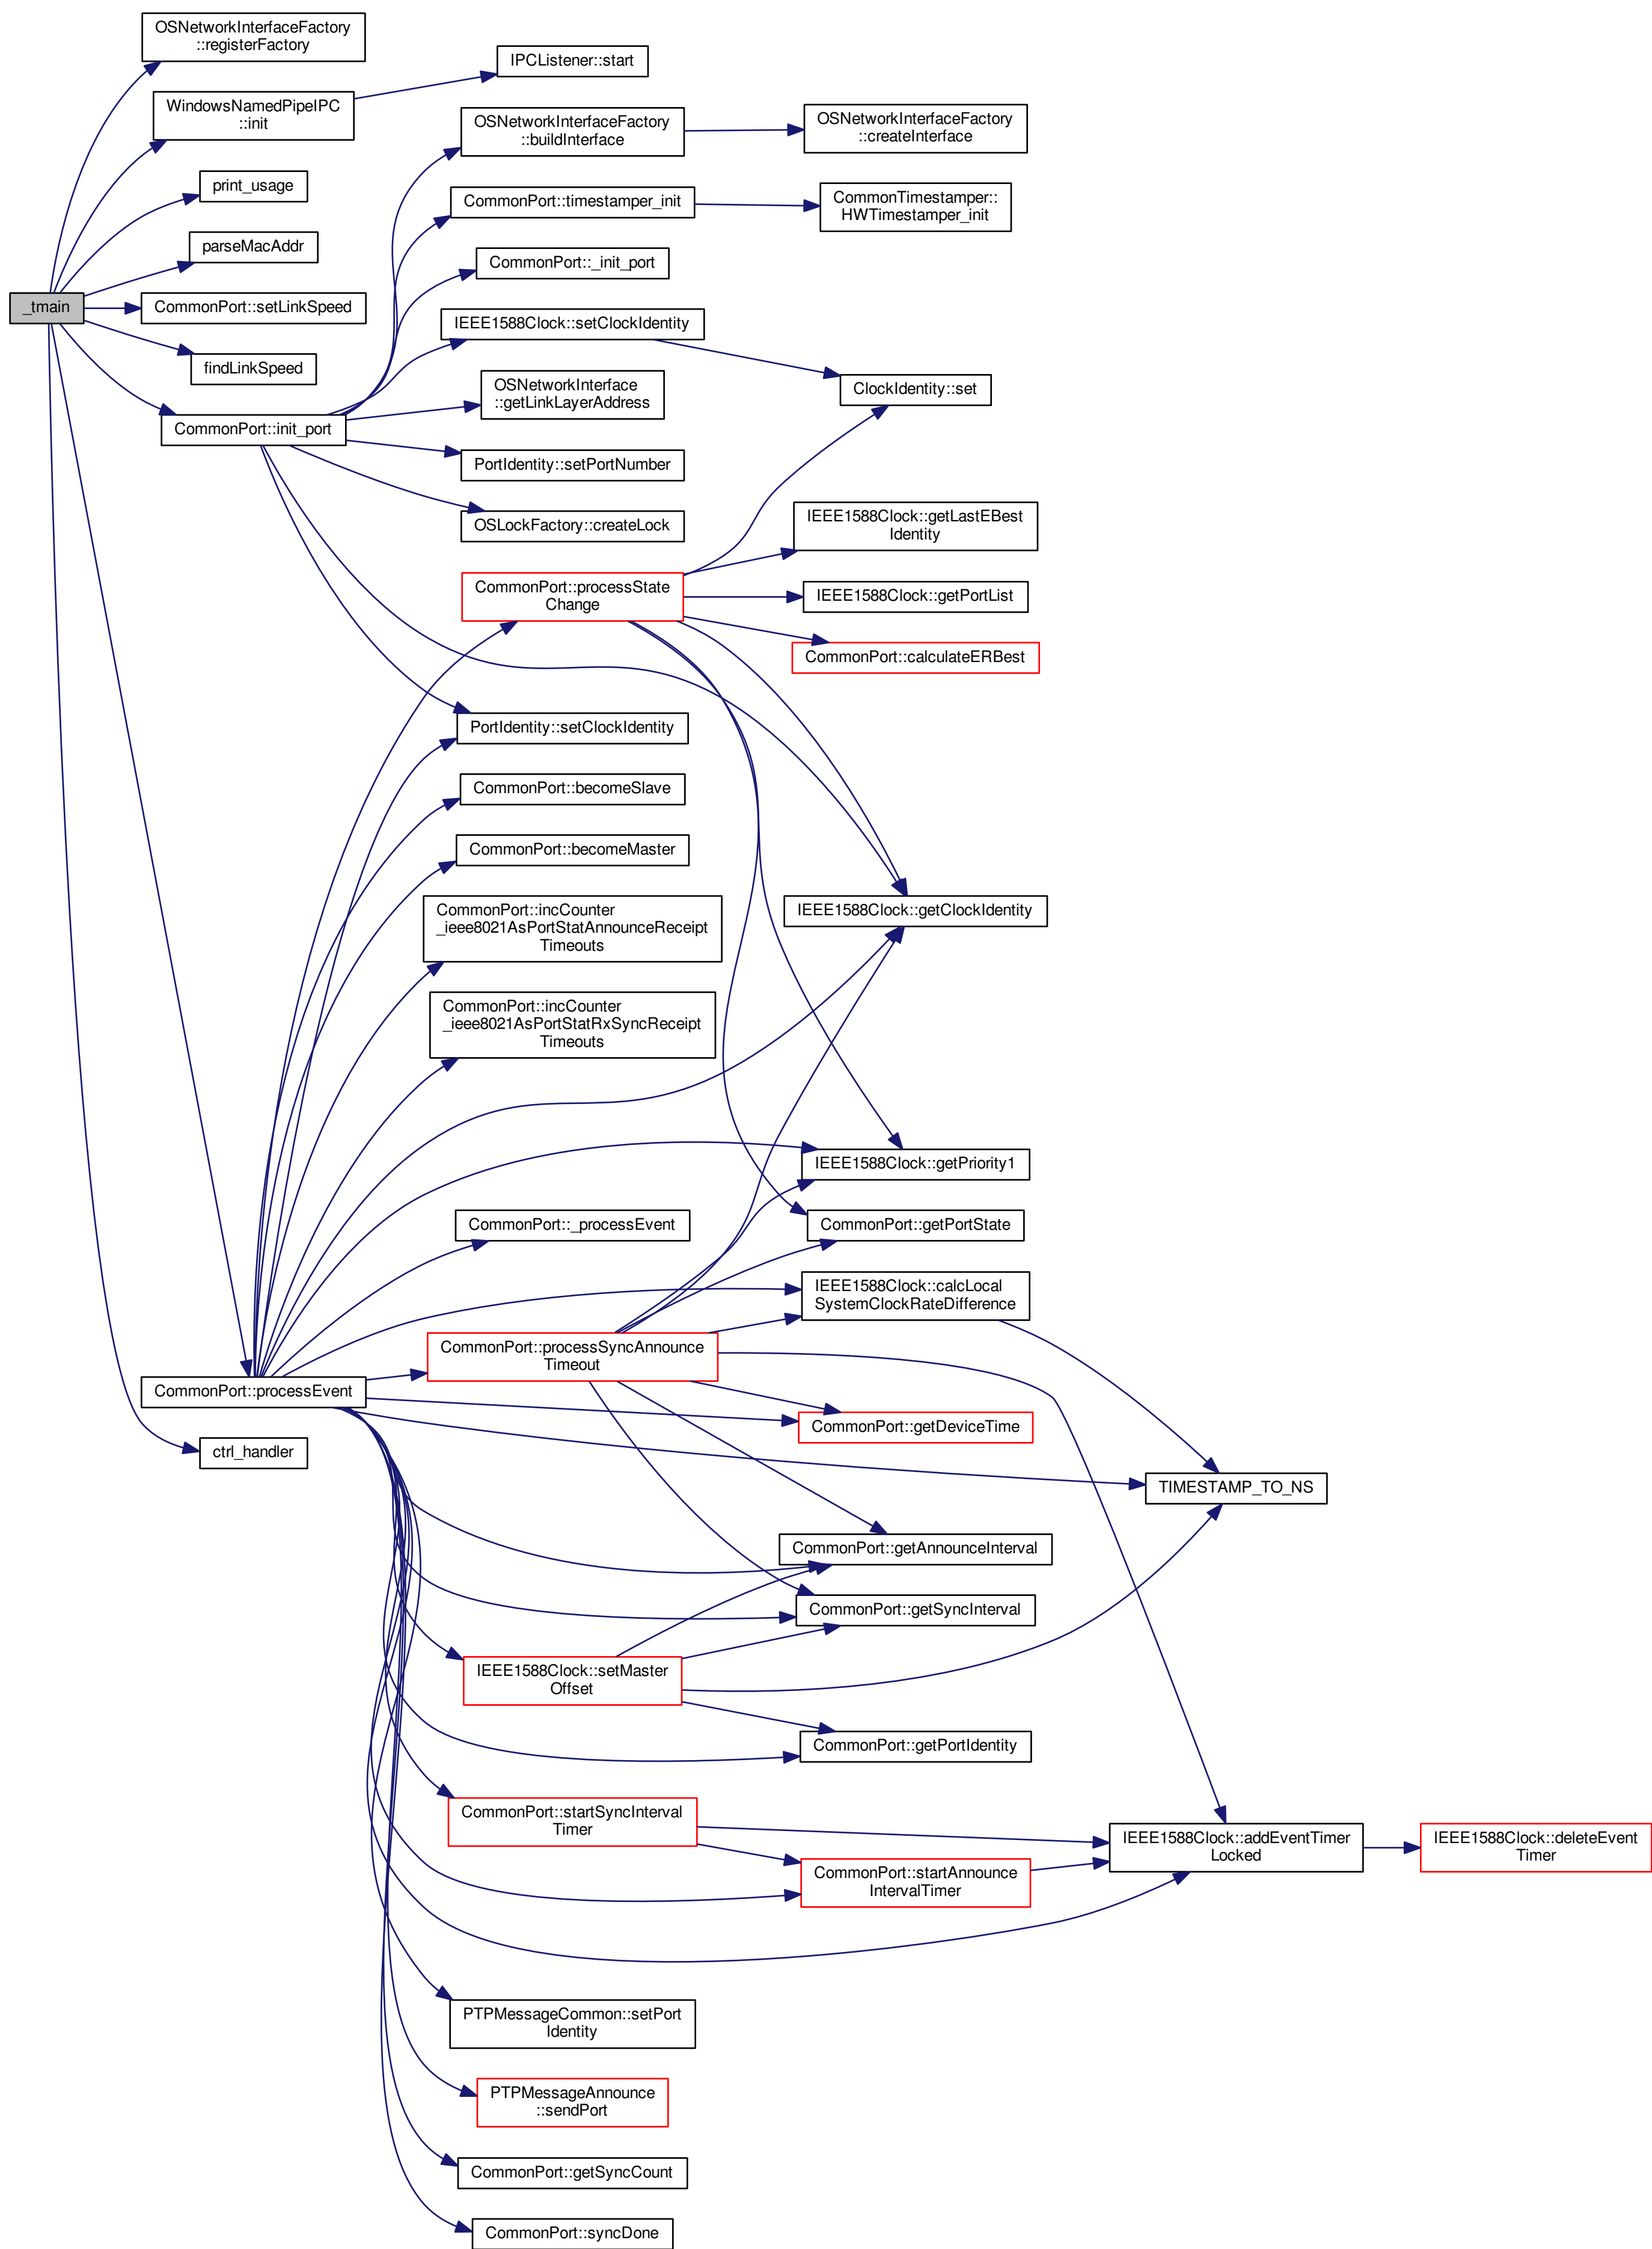 OSNetworkInterfaceFactory
::registerFactory
IPCListener::start
WindowsNamedPipeIPC
::init
OSNetworkInterfaceFactory
::buildInterface
OSNetworkInterfaceFactory
::createInterface
print_usage
CommonPort::timestamper_init
CommonTimestamper::
HWTimestamper_init
parseMacAddr
CommonPort::_init_port
_tmain
CommonPort::setLinkSpeed
IEEE1588Clock::setClockIdentity
findLinkSpeed
OSNetworkInterface
::getLinkLayerAddress
ClockIdentity::set
CommonPort::init_port
PortIdentity::setPortNumber
OSLockFactory::createLock
IEEE1588Clock::getLastEBest
Identity
CommonPort::processState
Change
IEEE1588Clock::getPortList
CommonPort::calculateERBest
PortIdentity::setClockIdentity
CommonPort::becomeSlave
CommonPort::becomeMaster
CommonPort::incCounter
_ieee8021AsPortStatAnnounceReceipt
Timeouts
IEEE1588Clock::getClockIdentity
CommonPort::incCounter
_ieee8021AsPortStatRxSyncReceipt
Timeouts
IEEE1588Clock::getPriority1
CommonPort::_processEvent
CommonPort::getPortState
IEEE1588Clock::calcLocal
SystemClockRateDifference
CommonPort::processSyncAnnounce
Timeout
CommonPort::processEvent
CommonPort::getDeviceTime
ctrl_handler
TIMESTAMP_TO_NS
CommonPort::getAnnounceInterval
CommonPort::getSyncInterval
IEEE1588Clock::setMaster
Offset
CommonPort::getPortIdentity
CommonPort::startSyncInterval
Timer
IEEE1588Clock::addEventTimer
Locked
IEEE1588Clock::deleteEvent
Timer
CommonPort::startAnnounce
IntervalTimer
PTPMessageCommon::setPort
Identity
PTPMessageAnnounce
::sendPort
CommonPort::getSyncCount
CommonPort::syncDone